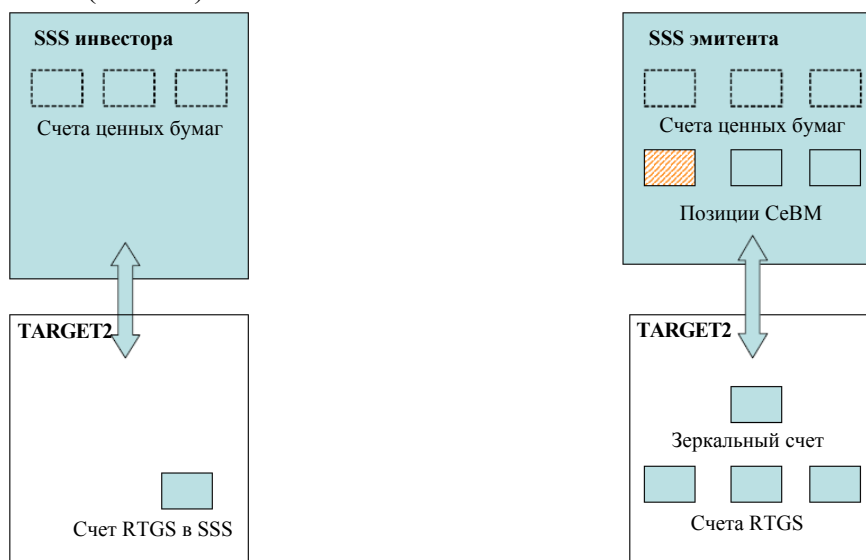 SSS инвестора
Счета ценных бумаг
TARGET2
Счет RTGS в SSS
SSS эмитента
Счета ценных бумаг
Позиции CeBM
TARGET2
Зеркальный счет
Счета RTGS